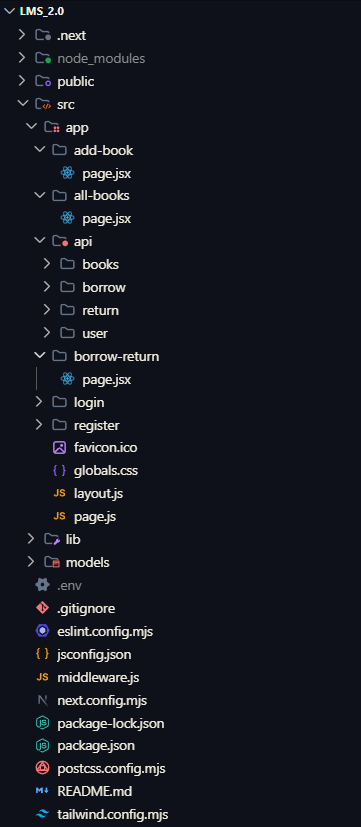 LMS_2.0
.next
node_modules
public
src
app
add-book
page.jsx
all-books
page.jsx
api
books
borrow
return
user
borrow-return
page.jsx
login
register
favicon.ico
globals.css
JS layout.js
JS page.js
lib
models
.env
.gitignore
eslint.config.mjs
jsconfig.json
JS middleware.js
next.config.mjs
package-lock.json
package.json
postcss.config.mjs
README.md
tailwind.config.mjs